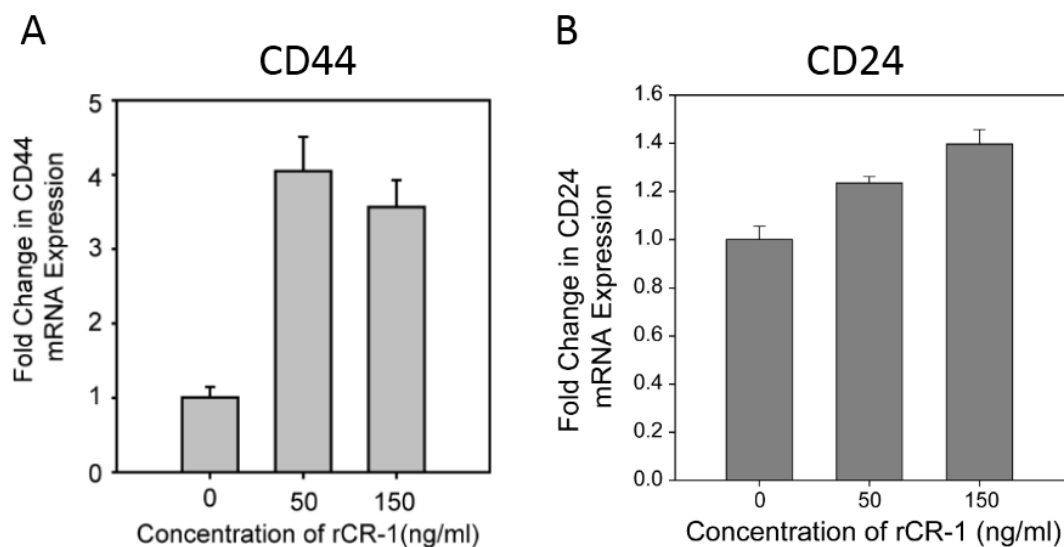 A
CD44
Fold Change in CD44
mRNA Expression
5
4
3
2
1
0
0 50 150
Concentration of rCR-1(ng/ml)
B
CD24
Fold Change in CD24
mRNA Expression
1.6
1.4
1.2
1.0
0.8
0.6
0.4
0.2
0.0
0 50 150
Concentration of rCR-1 (ng/ml)